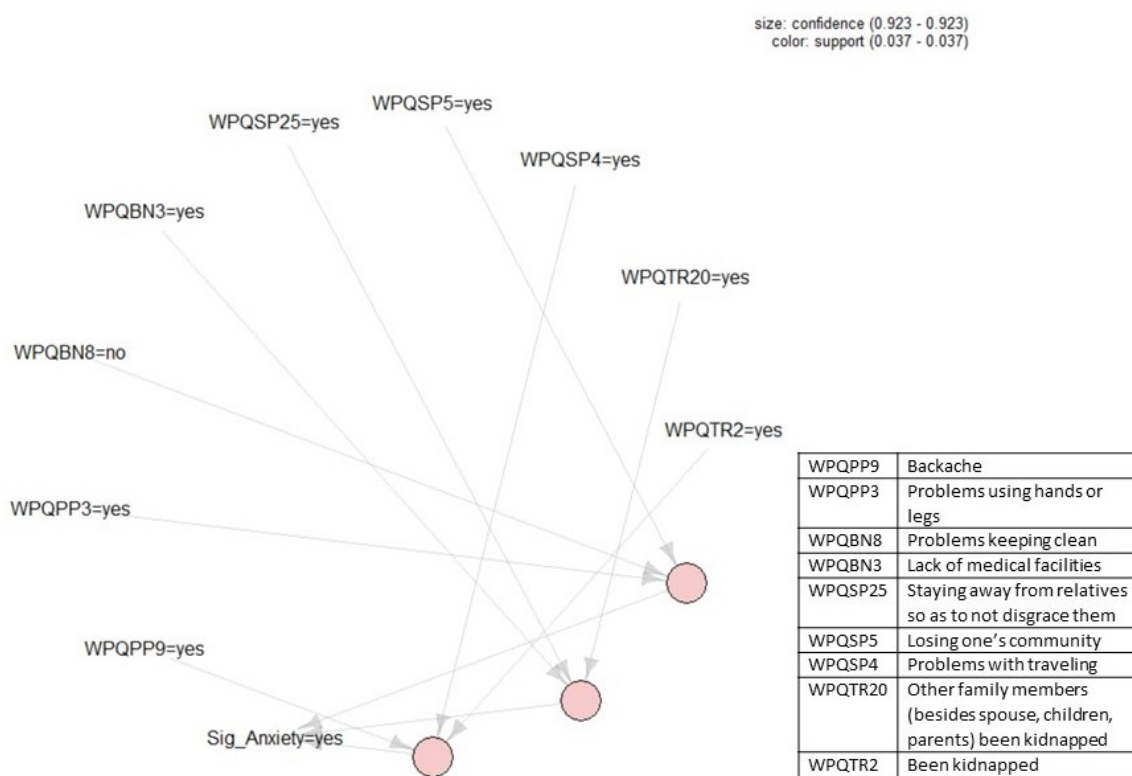 size: confidence (0.923 - 0.923)
color: support (0.037 - 0.037)
WPQSP5=yes
WPQSP25=yes
WPQSP4=yes
WPQBN3=yes
WPQTR20=yes
WPQBN8=no
WPQTR2=yes
WPQPP3=yes
WPQPP9=yes
Sig_Anxiety=yes
WPQPP9 Backache
WPQPP3 Problems using hands or
legs
WPQBN8 Problems keeping clean
WPQBN3 Lack of medical facilities
WPQSP25 Staying away from relatives
so as to not disgrace them
WPQSP5 Losing one's community
WPQSP4 Problems with traveling
WPQTR20 Other family members
(besides spouse, children,
parents) been kidnapped
WPQTR2 Been kidnapped